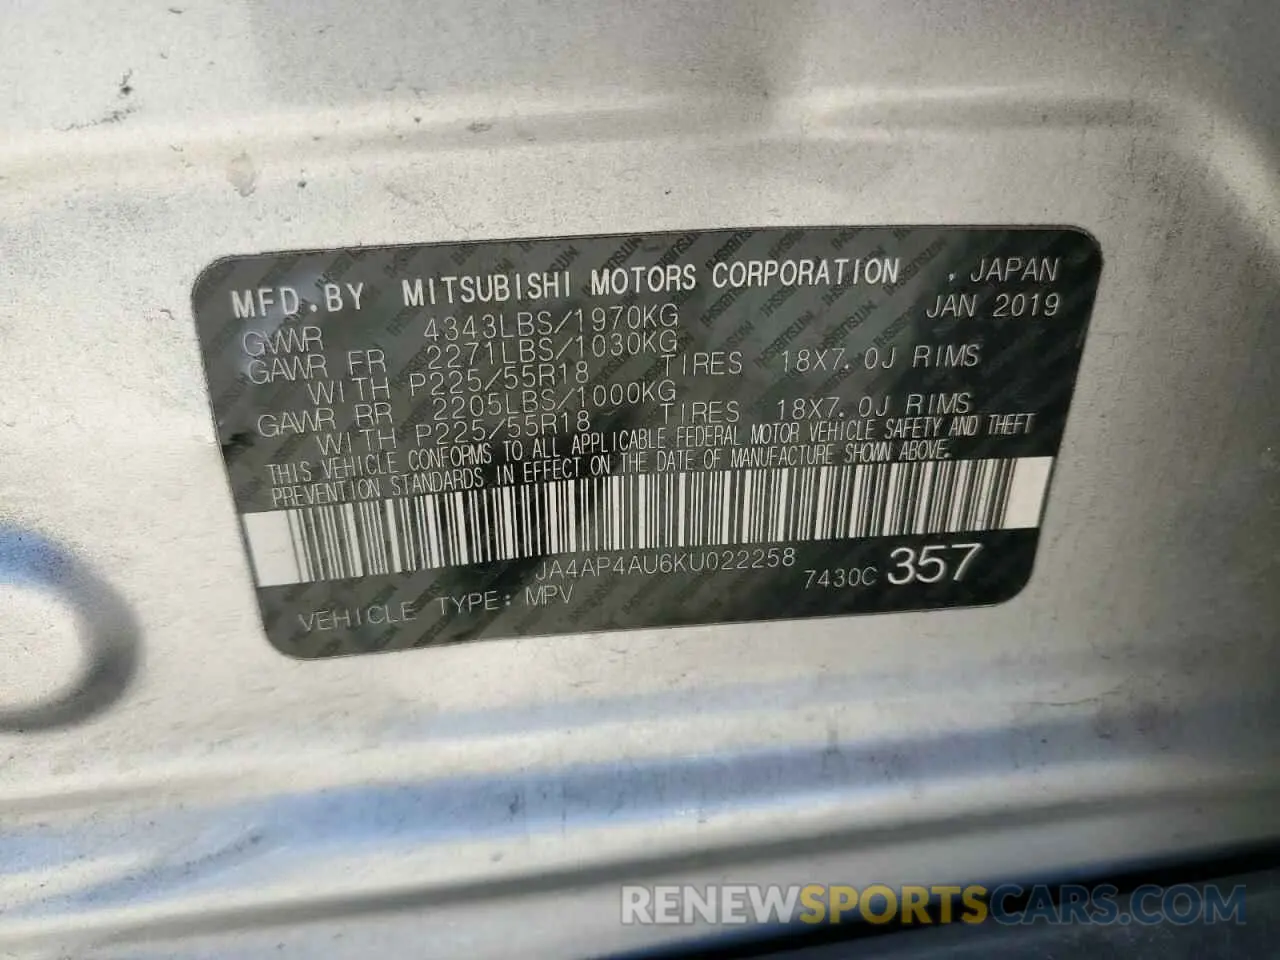 MFD.BY MITSUBISHI MOTORS CORPORATION , JAPAN
GVWR 4343LBS/1970KG JAN 2019
GAWR FR 2271LBS/1030KG
WITH P225/55R18 TIRES 18X7.0J RIMS
GAWR RR 2205LBS/1000KG
WITH P225/55R18 TIRES 18X7.0J RIMS
THIS VEHICLE CONFORMS TO ALL APPLICABLE FEDERAL MOTOR VEHICLE SAFETY AND THEFT
PREVENTION STANDARDS IN EFFECT ON THE DATE OF MANUFACTURE SHOWN ABOVE.
JA4AP4AU6KU022258
VEHICLE TYPE: MPV 7430C 357
RENEWSPORTSCARS.COM